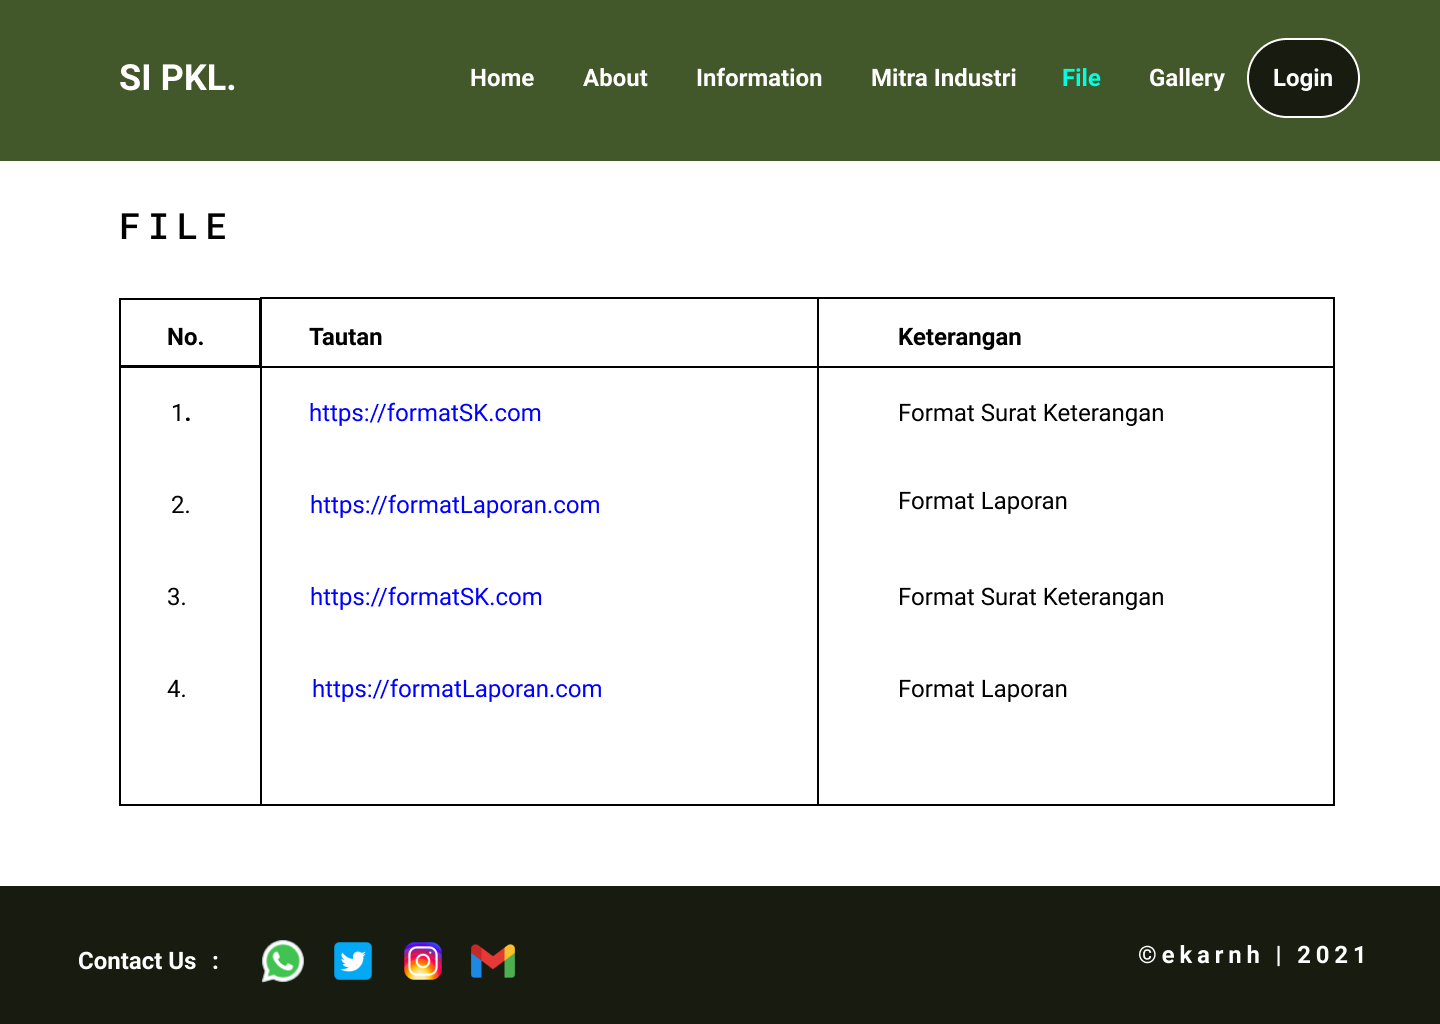 SI PKL. Home About Information Mitra Industri File Gallery Login
FILE
No. Tautan Keterangan
1. https://formatSK.com Format Surat Keterangan
2. https://formatLaporan.com Format Laporan
3. https://formatSK.com Format Surat Keterangan
4. https://formatLaporan.com Format Laporan
Contact Us : ©ekarnh | 2021